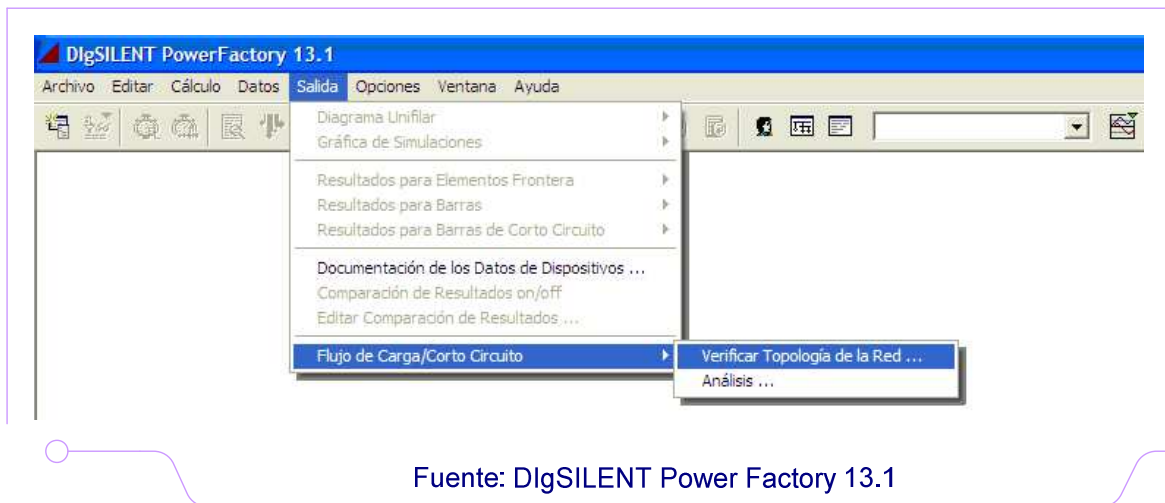 DIgSILENT PowerFactory 13.1
Archivo Editar Cálculo Datos Salida Opciones Ventana Ayuda
Diagrama Unifilar
Gráfica de Simulaciones
Resultados para Elementos Frontera
Resultados para Barras
Resultados para Barras de Corto Circuito
Documentación de los Datos de Dispositivos ...
Comparación de Resultados on/off
Editar Comparación de Resultados ...
Flujo de Carga/Corto Circuito
Verificar Topología de la Red ...
Análisis ...
Fuente: DIgSILENT Power Factory 13.1